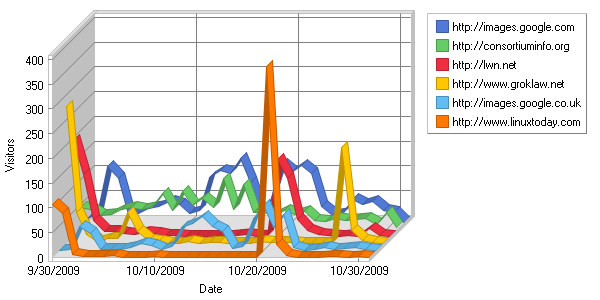 http://images.google.com
http://consortiuminfo.org
http://lwn.net
http://www.groklaw.net
http://images.google.co.uk
http://www.linuxtoday.com
400
350
300
250
200
150
100
50
0
Visitors
9/30/2009 10/10/2009 10/20/2009 10/30/2009
Date